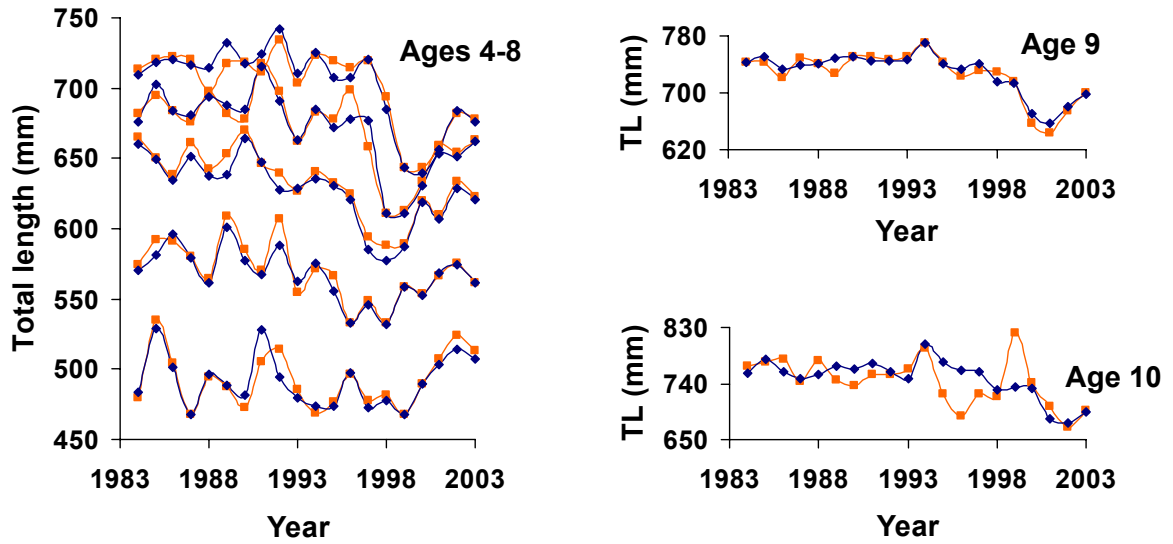 750
700
650
600
550
500
450
Total length (mm)
Ages 4-8
1983 1988 1993 1998 2003
Year
780
700
620
TL (mm)
Age 9
1983 1988 1993 1998 2003
Year
830
740
650
TL (mm)
Age 10
1983 1988 1993 1998 2003
Year